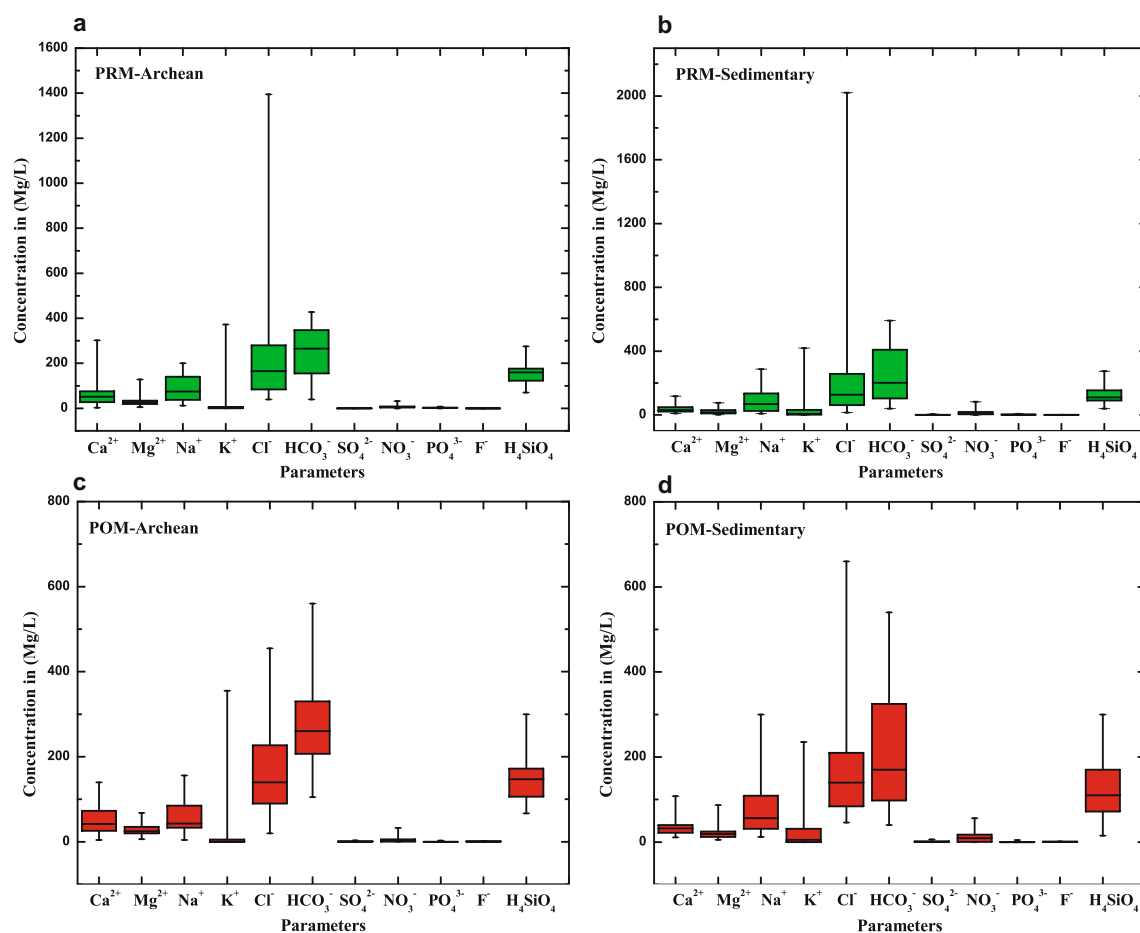 a
PRM-Archean
Concentration in (Mg/L)
1600
1400
1200
1000
800
600
400
200
0
Ca²⁺ Mg²⁺ Na⁺ K⁺ Cl⁻ HCO₃⁻ SO₄²⁻ NO₃⁻ PO₄³⁻ F⁻ H₄SiO₄
Parameters
b
PRM-Sedimentary
Concentration in (Mg/L)
2000
1600
1200
800
400
0
Ca²⁺ Mg²⁺ Na⁺ K⁺ Cl⁻ HCO₃⁻ SO₄²⁻ NO₃⁻ PO₄³⁻ F⁻ H₄SiO₄
Parameters
c
POM-Archean
Concentration in (Mg/L)
800
600
400
200
0
Ca²⁺ Mg²⁺ Na⁺ K⁺ Cl⁻ HCO₃⁻ SO₄²⁻ NO₃⁻ PO₄³⁻ F⁻ H₄SiO₄
Parameters
d
POM-Sedimentary
Concentration in (Mg/L)
800
600
400
200
0
Ca²⁺ Mg²⁺ Na⁺ K⁺ Cl⁻ HCO₃⁻ SO₄²⁻ NO₃⁻ PO₄³⁻ F⁻ H₄SiO₄
Parameters